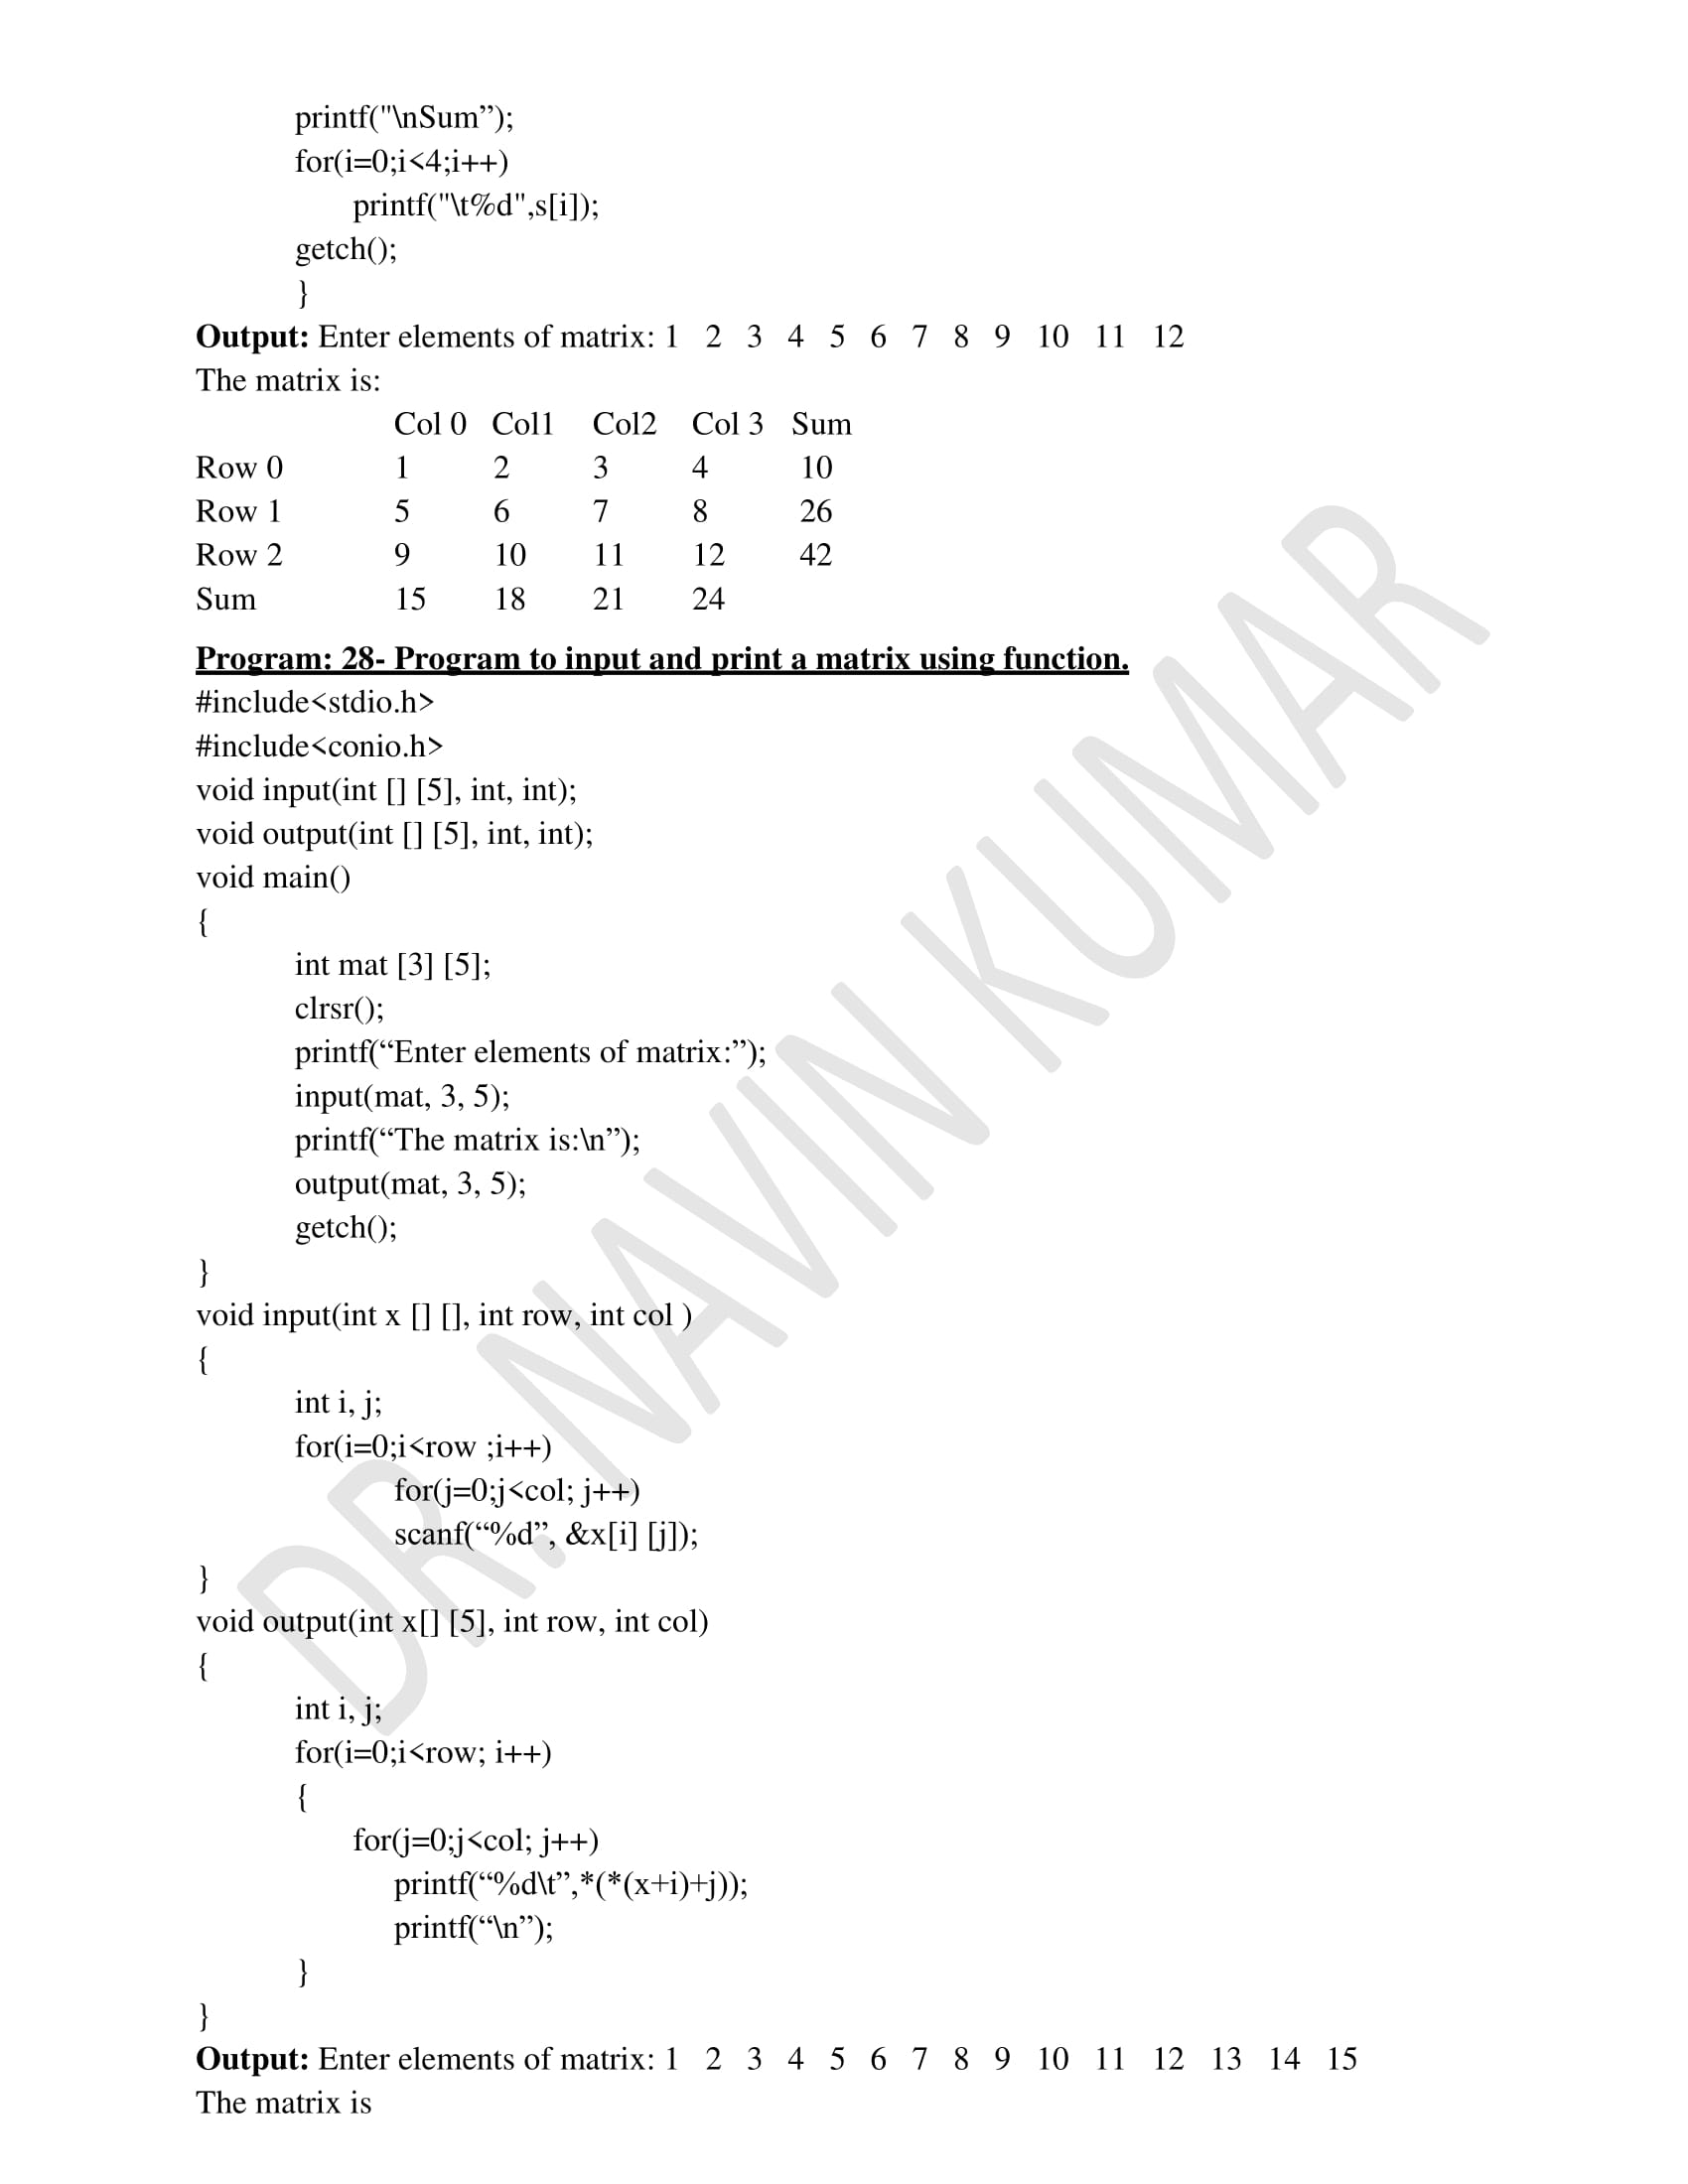 printf("\nSum”);
for(i=0;i<4;i++)
printf("\t%d",s[i]);
getch();
}
Output: Enter elements of matrix: 1 2 3 4 5 6 7 8 9 10 11 12
The matrix is:
Col 0 Col1 Col2 Col 3 Sum
Row 0 1 2 3 4 10
Row 1 5 6 7 8 26
Row 2 9 10 11 12 42
Sum 15 18 21 24
Program: 28- Program to input and print a matrix using function.
#include<stdio.h>
#include<conio.h>
void input(int [] [5], int, int);
void output(int [] [5], int, int);
void main()
{
int mat [3] [5];
clrsr();
printf(“Enter elements of matrix:”);
input(mat, 3, 5);
printf(“The matrix is:\n”);
output(mat, 3, 5);
getch();
}
void input(int x [] [], int row, int col )
{
int i, j;
for(i=0;i<row ;i++)
for(j=0;j<col; j++)
scanf(“%d”, &x[i] [j]);
}
void output(int x[] [5], int row, int col)
{
int i, j;
for(i=0;i<row; i++)
{
for(j=0;j<col; j++)
printf(“%d\t”,*(*(x+i)+j));
printf(“\n”);
}
}
Output: Enter elements of matrix: 1 2 3 4 5 6 7 8 9 10 11 12 13 14 15
The matrix is
DR. NAVIN KUMAR